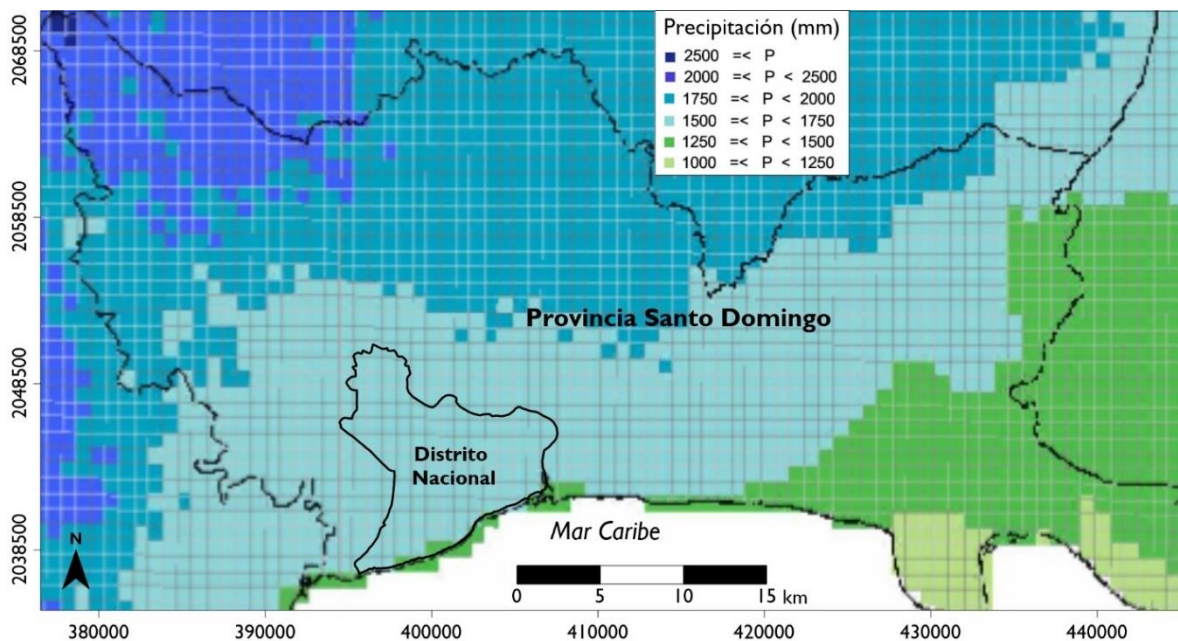 Precipitación (mm)
2500 =< P
2000 =< P < 2500
1750 =< P < 2000
1500 =< P < 1750
1250 =< P < 1500
1000 =< P < 1250
2068500
2058500
2048500
2038500
Provincia Santo Domingo
Distrito
Nacional
Mar Caribe
N
0 5 10 15 km
380000 390000 400000 410000 420000 430000 440000